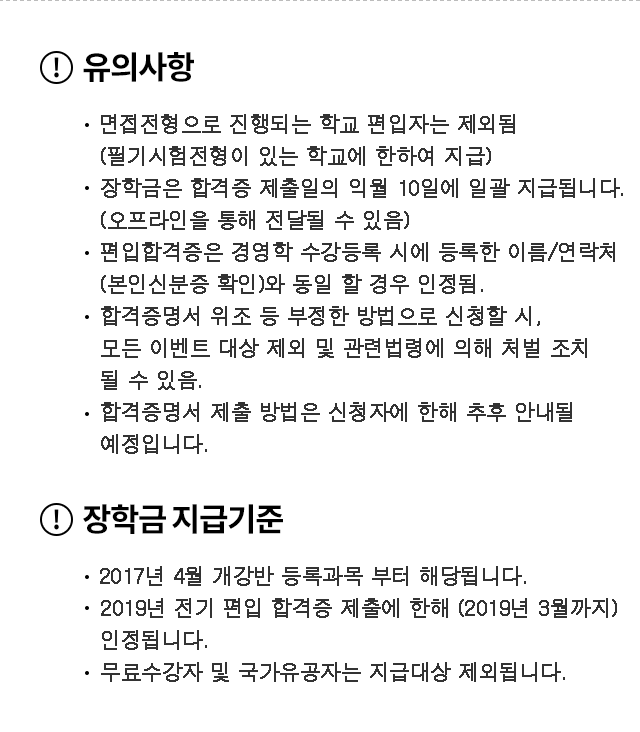 ! 유의사항
· 면접전형으로 진행되는 학교 편입자는 제외됨
(필기시험전형이 있는 학교에 한하여 지급)
· 장학금은 합격증 제출일의 익월 10일에 일괄 지급됩니다.
(오프라인을 통해 전달될 수 있음)
· 편입합격증은 경영학 수강등록 시에 등록한 이름/연락처
(본인신분증 확인)와 동일 할 경우 인정됨.
· 합격증명서 위조 등 부정한 방법으로 신청할 시,
모든 이벤트 대상 제외 및 관련법령에 의해 처벌 조치
될 수 있음.
· 합격증명서 제출 방법은 신청자에 한해 추후 안내될
예정입니다.
! 장학금 지급기준
· 2017년 4월 개강반 등록과목 부터 해당됩니다.
· 2019년 전기 편입 합격증 제출에 한해 (2019년 3월까지)
인정됩니다.
· 무료수강자 및 국가유공자는 지급대상 제외됩니다.